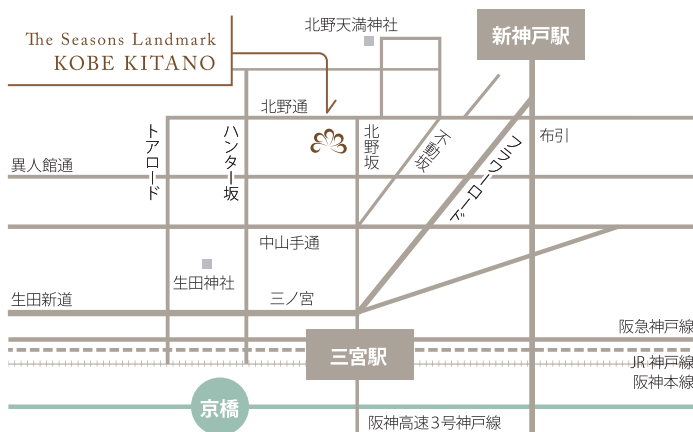 北野天満神社
新神戸駅
The Seasons Landmark
KOBE KITANO
北野通
トアロード
ハンター坂
北野坂
不動坂
フラワーロード
布引
異人館通
中山手通
生田神社
生田新道
三ノ宮
阪急神戸線
三宮駅
JR 神戸線
阪神本線
京橋
阪神高速3号神戸線